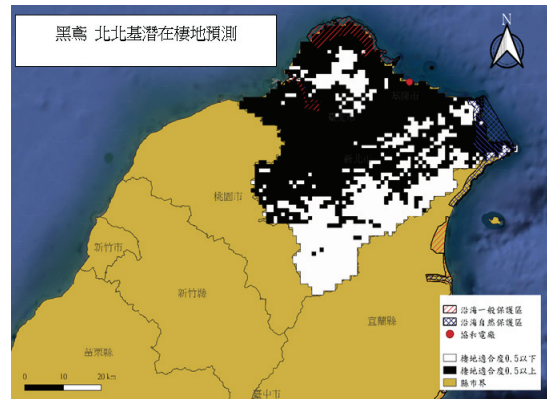 黑鳶 北北基潛在棲地預測
N
基隆市
新北市
桃園市
新竹市
新竹縣
宜蘭縣
苗栗縣
臺中市
沿海一般保護區
沿海自然保護區
協和電廠
棲地適合度0.5以下
棲地適合度0.5以上
縣市界
0 10 20 km